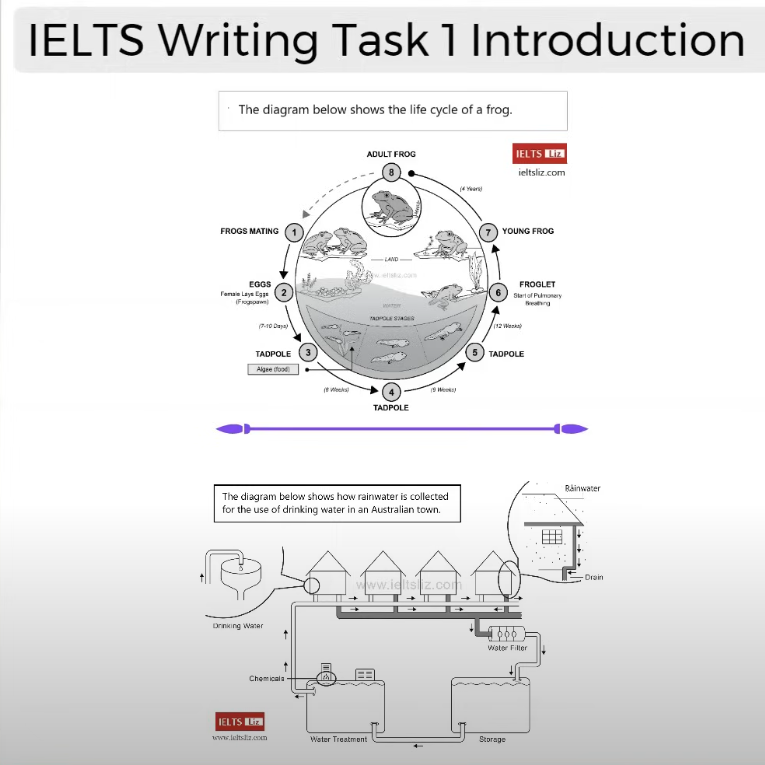 IELTS Writing Task 1 Introduction
The diagram below shows the life cycle of a frog.
IELTS Liz
ieltsliz.com
ADULT FROG
8
(4 Years)
FROGS MATING
1
7
YOUNG FROG
LAND
www.ieltsliz.com
EGGS
Female Lays Eggs
(Frogspawn)
2
6
FROGLET
Start of Pulmonary
Breathing
WATER
TADPOLE STAGES
(7-10 Days)
(12 Weeks)
TADPOLE
3
5
TADPOLE
Algae (food)
(6 Weeks)
4
(6 Weeks)
TADPOLE
The diagram below shows how rainwater is collected
for the use of drinking water in an Australian town.
Rainwater
Drain
www.ieltsliz.com
Drinking Water
Water Filter
Chemicals
IELTS Liz
www.ieltsliz.com
Water Treatment
Storage